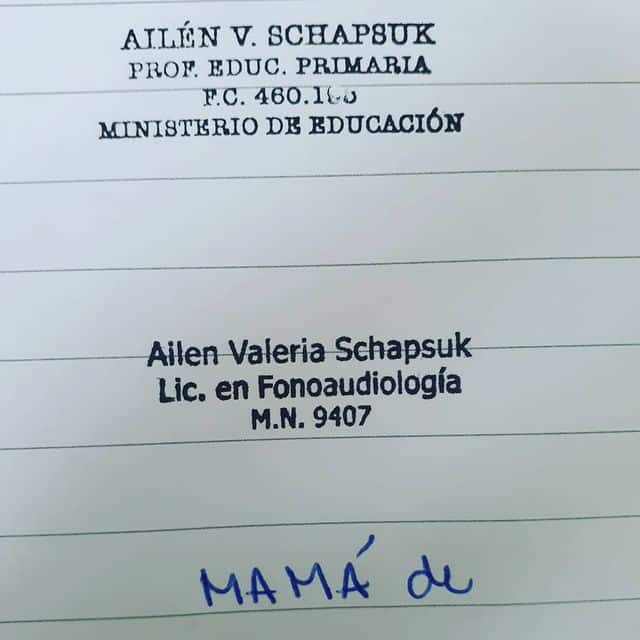 AILÉN V. SCHAPSUK
PROF. EDUC. PRIMARIA
F.C.
MINISTERIO DE EDUCACIÓN
Ailen Valeria Schapsuk
Lic. en Fonoaudiología
M.N. 9407
MAMÁ de